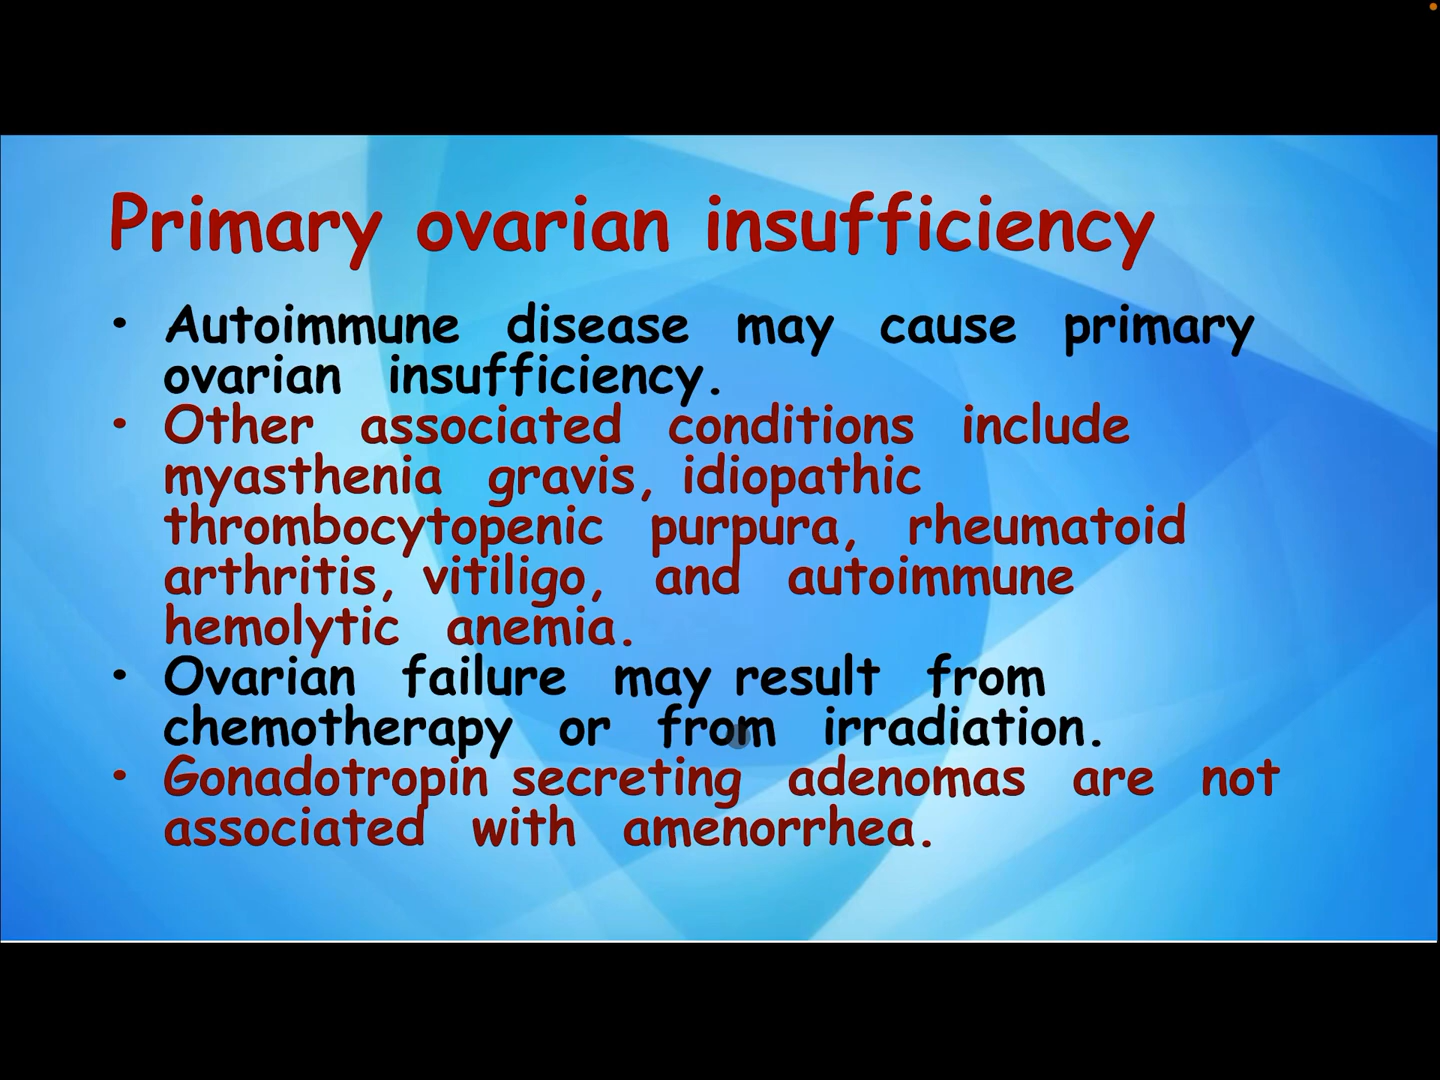 Primary ovarian insufficiency
• Autoimmune disease may cause primary
ovarian insufficiency.
• Other associated conditions include
myasthenia gravis, idiopathic
thrombocytopenic purpura, rheumatoid
arthritis, vitiligo, and autoimmune
hemolytic anemia.
• Ovarian failure may result from
chemotherapy or from irradiation.
• Gonadotropin secreting adenomas are not
associated with amenorrhea.